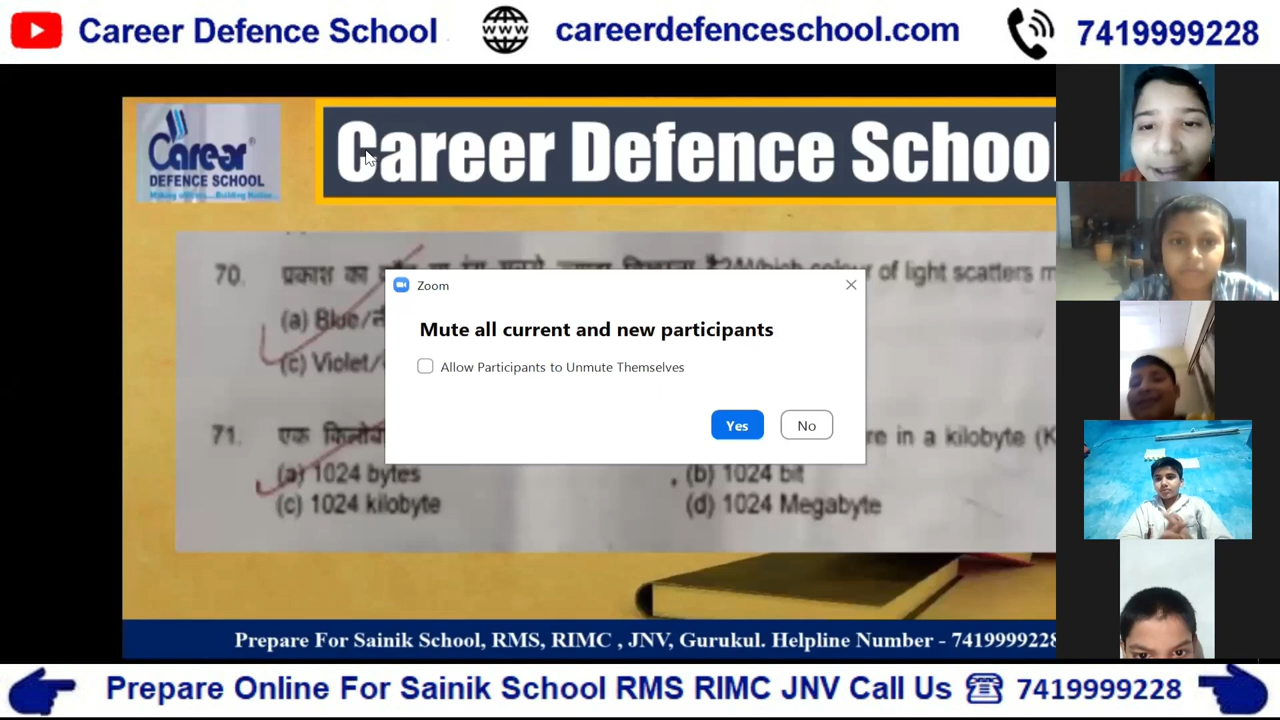 Career Defence School
www
careerdefenceschool.com
7419999228
Career
DEFENCE SCHOOL
Career Defence School
70. प्रकाश का
Which colour of light scatters
(a) Blue/
(c) Violet/
Zoom
Mute all current and new participants
Allow Participants to Unmute Themselves
Yes
No
71. एक
in a kilobyte (
(a) 1024 bytes
(b) 1024 bit
(c) 1024 kilobyte
(d) 1024 Megabyte
Prepare For Sainik School, RMS, RIMC , JNV, Gurukul. Helpline Number - 7419999228
Prepare Online For Sainik School RMS RIMC JNV Call Us 7419999228